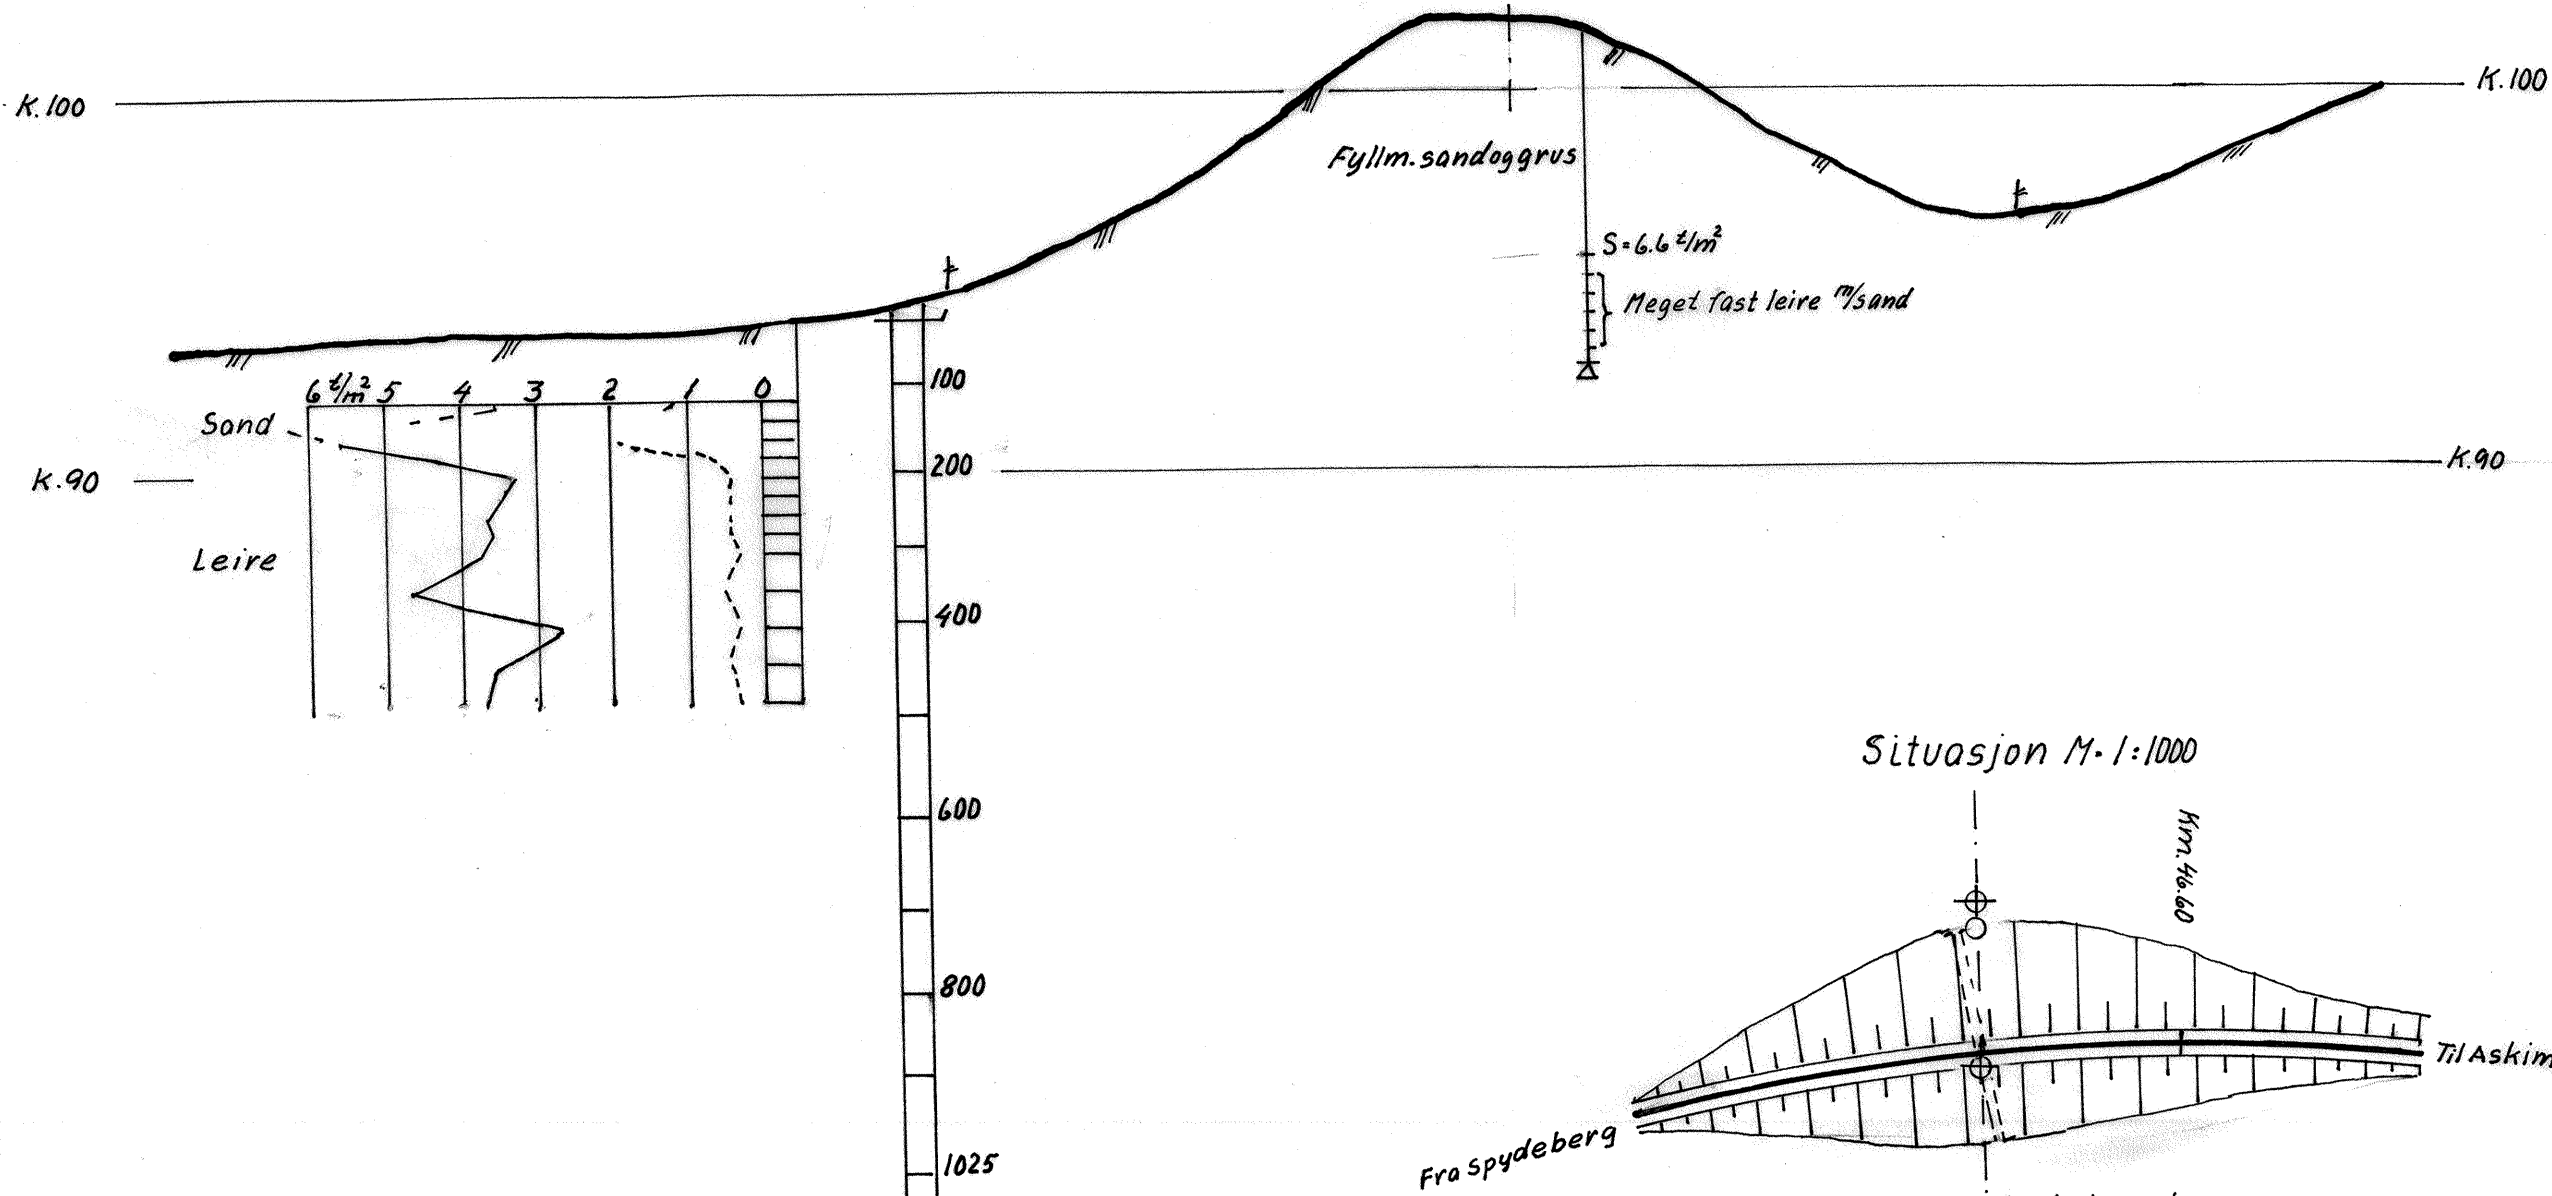 K.100
K.100
Fyllm.sandoggrus
S=6.6 t/m²
Meget fast leire m/sand
6 t/m² 5 4 3 2 1 0
Sand
K.90
Leire
100
200
400
600
800
1025
K.90
Situasjon M. 1:1000
Km. 46.60
Til Askim
Fra Spydeberg